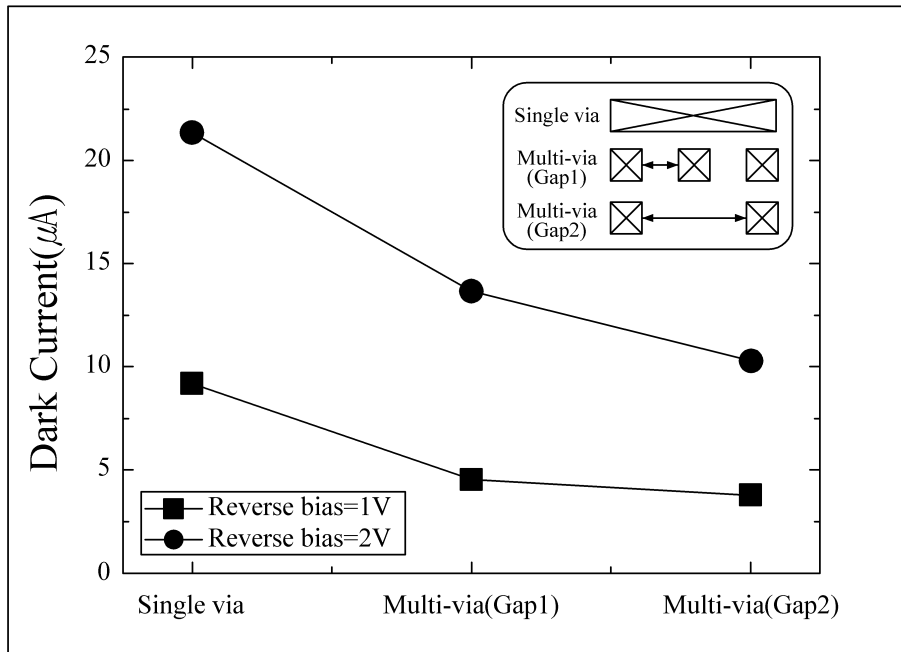 25
20
15
10
5
0
Dark Current(μA)
Single via
Multi-via
(Gap1)
Multi-via
(Gap2)
Reverse bias=1V
Reverse bias=2V
Single via
Multi-via(Gap1)
Multi-via(Gap2)